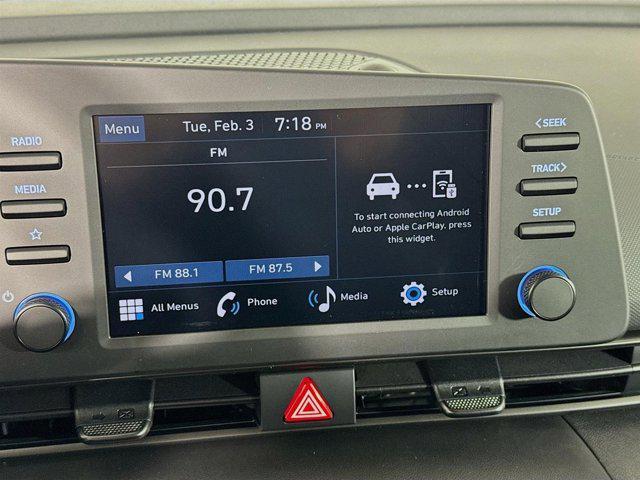 RADIO
MEDIA
Menu
Tue, Feb. 3 7:18 PM
FM
90.7
To start connecting Android
Auto or Apple CarPlay, press
this widget.
FM 88.1
FM 87.5
All Menus
Phone
Media
Setup
<SEEK
TRACK>
SETUP